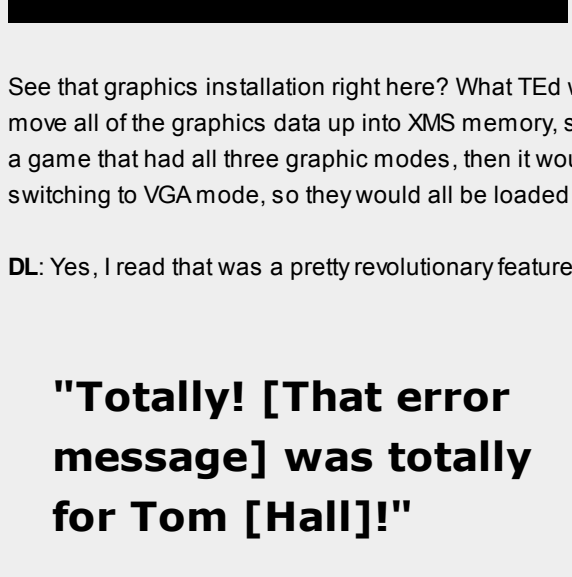 See that graphics installation right here? What TEd
move all of the graphics data up into XMS memory,
a game that had all three graphic modes, then it
switching to VGA mode, so they would all be loaded
DL: Yes, I read that was a pretty revolutionary feature
"Totally! [That error
message] was totally
for Tom [Hall]!"